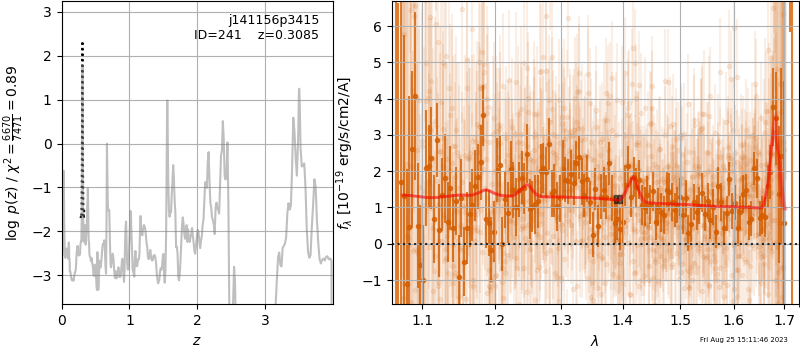 j141156p3415
ID=241 z=0.3085
log p(z) / χ² = 6670/7471 = 0.89
3
2
1
0
−1
−2
−3
0 1 2 3
z
f_λ [10⁻¹⁹ erg/s/cm2/A]
6
5
4
3
2
1
0
−1
1.1 1.2 1.3 1.4 1.5 1.6 1.7
λ
Fri Aug 25 15:11:46 2023